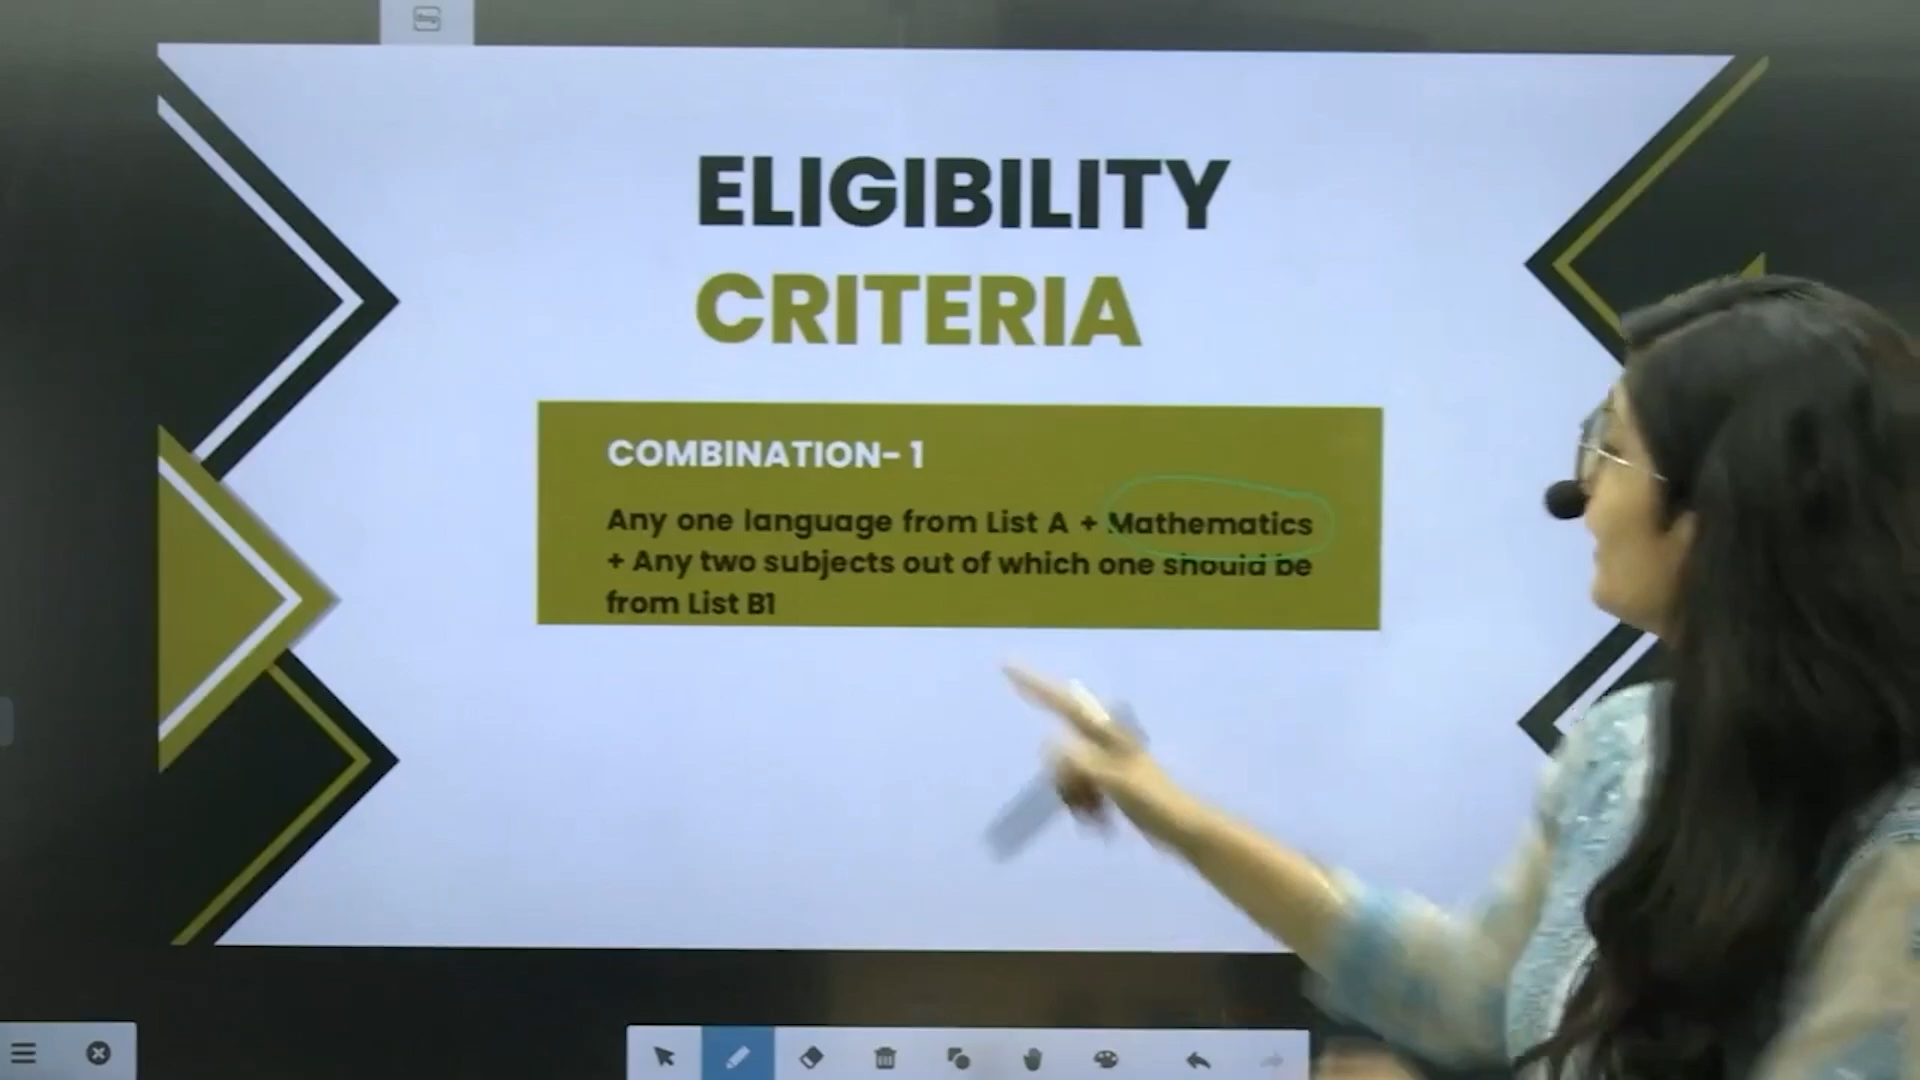 ELIGIBILITY
CRITERIA
COMBINATION- 1
Any one language from List A + Mathematics
+ Any two subjects out of which one should be
from List B1